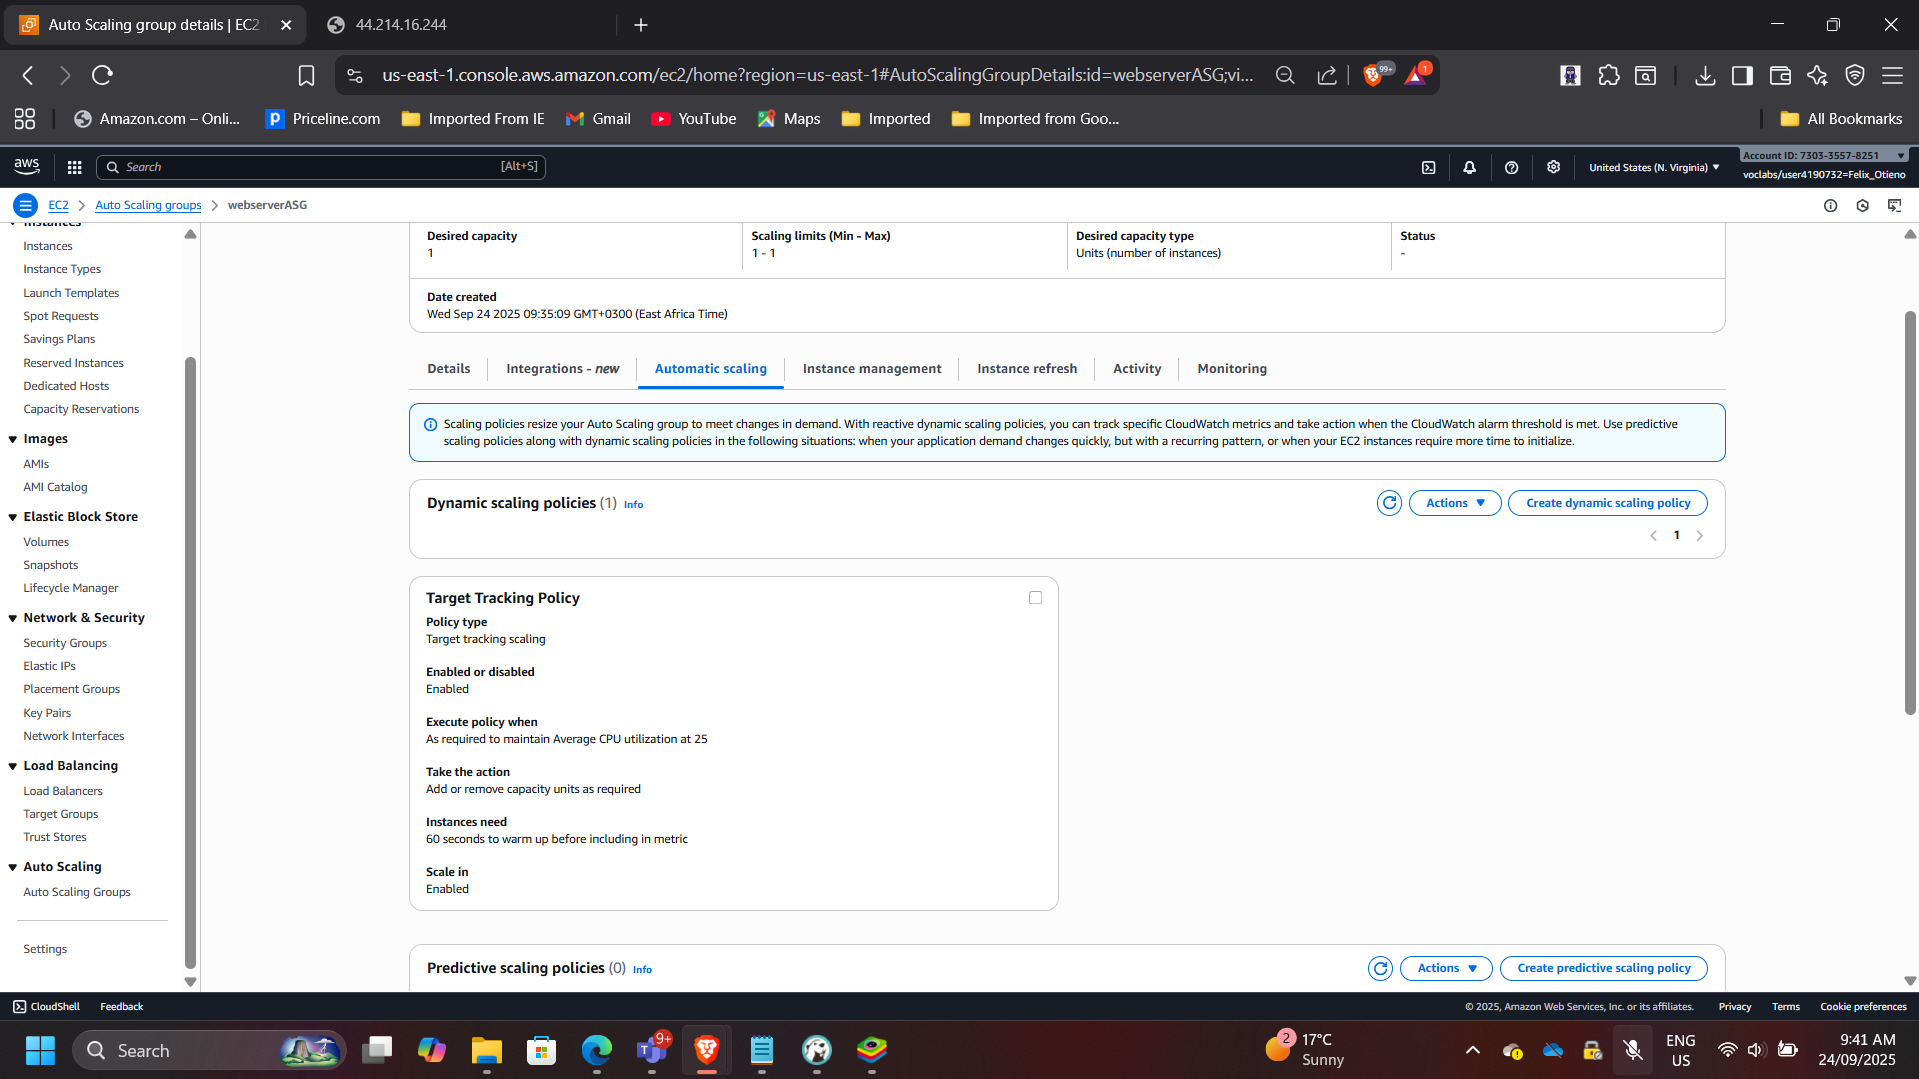 Auto Scaling group details | EC2
44.214.16.244
us-east-1.console.aws.amazon.com/ec2/home?region=us-east-1#AutoScalingGroupDetails:id=webserverASG;vi...
99+
1
Amazon.com – Onli...
Priceline.com
Imported From IE
Gmail
YouTube
Maps
Imported
Imported from Goo...
All Bookmarks
aws
Search
[Alt+S]
United States (N. Virginia)
Account ID: 7303-3557-8251
voclabs/user4190732=Felix_Otieno
EC2
Auto Scaling groups
webserverASG
Instances
Instances
Instance Types
Launch Templates
Spot Requests
Savings Plans
Reserved Instances
Dedicated Hosts
Capacity Reservations
Images
AMIs
AMI Catalog
Elastic Block Store
Volumes
Snapshots
Lifecycle Manager
Network & Security
Security Groups
Elastic IPs
Placement Groups
Key Pairs
Network Interfaces
Load Balancing
Load Balancers
Target Groups
Trust Stores
Auto Scaling
Auto Scaling Groups
Settings
Desired capacity
1
Scaling limits (Min - Max)
1 - 1
Desired capacity type
Units (number of instances)
Status
-
Date created
Wed Sep 24 2025 09:35:09 GMT+0300 (East Africa Time)
Details
Integrations - new
Automatic scaling
Instance management
Instance refresh
Activity
Monitoring
Scaling policies resize your Auto Scaling group to meet changes in demand. With reactive dynamic scaling policies, you can track specific CloudWatch metrics and take action when the CloudWatch alarm threshold is met. Use predictive
scaling policies along with dynamic scaling policies in the following situations: when your application demand changes quickly, but with a recurring pattern, or when your EC2 instances require more time to initialize.
Dynamic scaling policies (1) Info
Actions
Create dynamic scaling policy
1
Target Tracking Policy
Policy type
Target tracking scaling
Enabled or disabled
Enabled
Execute policy when
As required to maintain Average CPU utilization at 25
Take the action
Add or remove capacity units as required
Instances need
60 seconds to warm up before including in metric
Scale in
Enabled
Predictive scaling policies (0) Info
Actions
Create predictive scaling policy
CloudShell
Feedback
© 2025, Amazon Web Services, Inc. or its affiliates.
Privacy
Terms
Cookie preferences
Search
9+
2
17°C
Sunny
ENG
US
9:41 AM
24/09/2025